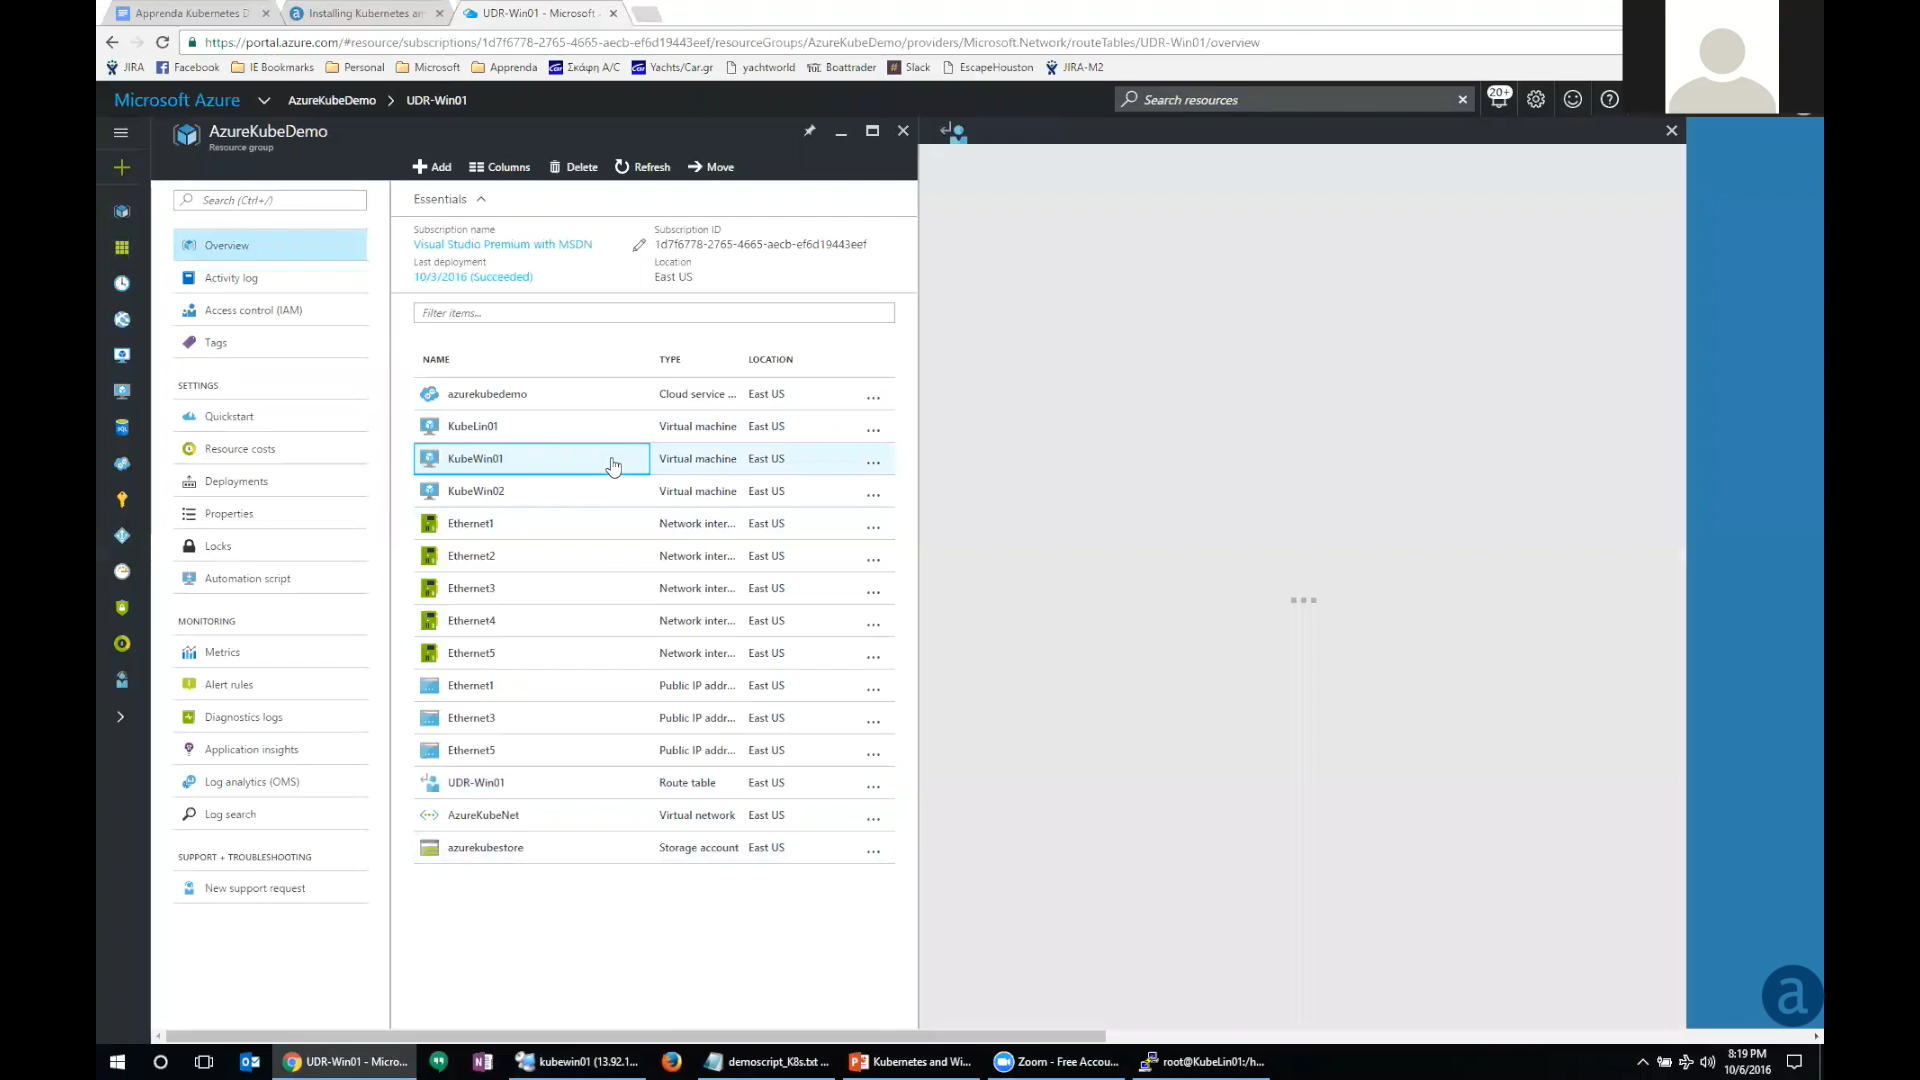 Apprenda Kubernetes D
Installing Kubernetes an
UDR-Win01 - Microsoft
https://portal.azure.com/#resource/subscriptions/1d7f6778-2765-4665-aecb-ef6d19443eef/resourceGroups/AzureKubeDemo/providers/Microsoft.Network/routeTables/UDR-Win01/overview
JIRA Facebook IE Bookmarks Personal Microsoft Apprenda Σκάφη A/C Yachts/Car.gr yachtworld Boattrader Slack EscapeHouston JIRA-M2
Microsoft Azure AzureKubeDemo > UDR-Win01
Search resources
20+
AzureKubeDemo
Resource group
Add Columns Delete Refresh Move
Search (Ctrl+/)
Overview
Activity log
Access control (IAM)
Tags
SETTINGS
Quickstart
Resource costs
Deployments
Properties
Locks
Automation script
MONITORING
Metrics
Alert rules
Diagnostics logs
Application insights
Log analytics (OMS)
Log search
SUPPORT + TROUBLESHOOTING
New support request
Essentials
Subscription name
Visual Studio Premium with MSDN
Last deployment
10/3/2016 (Succeeded)
Subscription ID
1d7f6778-2765-4665-aecb-ef6d19443eef
Location
East US
Filter items...
NAME TYPE LOCATION
azurekubedemo Cloud service ... East US ...
KubeLin01 Virtual machine East US ...
KubeWin01 Virtual machine East US ...
KubeWin02 Virtual machine East US ...
Ethernet1 Network inter... East US ...
Ethernet2 Network inter... East US ...
Ethernet3 Network inter... East US ...
Ethernet4 Network inter... East US ...
Ethernet5 Network inter... East US ...
Ethernet1 Public IP addr... East US ...
Ethernet3 Public IP addr... East US ...
Ethernet5 Public IP addr... East US ...
UDR-Win01 Route table East US ...
AzureKubeNet Virtual network East US ...
azurekubestore Storage account East US ...
a
UDR-Win01 - Micro... kubewin01 (13.92.1... demoscript_K8s.txt ... Kubernetes and Wi... Zoom - Free Accou... root@KubeLin01:/h...
8:19 PM
10/6/2016